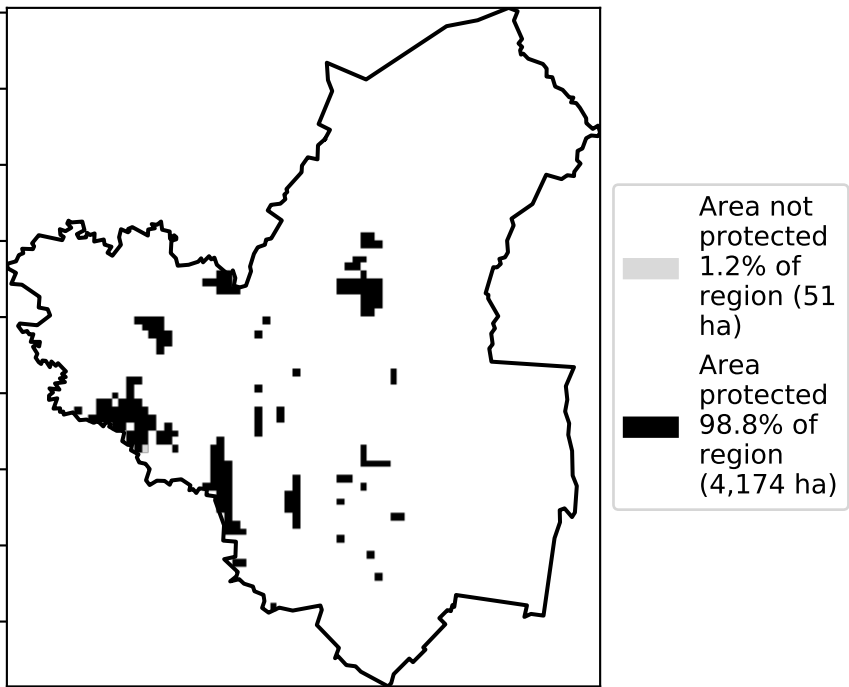 Area not
protected
1.2% of
region (51
ha)
Area
protected
98.8% of
region
(4,174 ha)